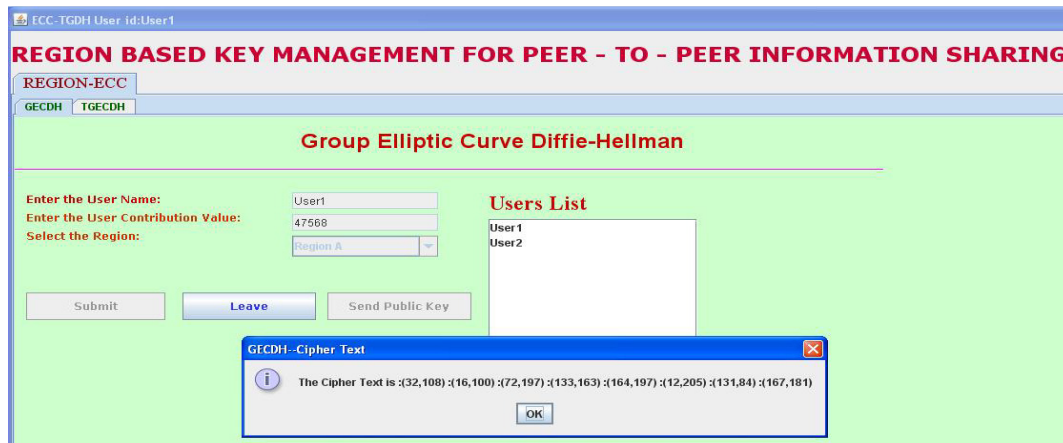 ECC-TGDH User id:User1
REGION BASED KEY MANAGEMENT FOR PEER - TO - PEER INFORMATION SHARING
REGION-ECC
GECDH TGECDH
Group Elliptic Curve Diffie-Hellman
Enter the User Name: User1
Enter the User Contribution Value: 47568
Select the Region: Region A
Users List
User1
User2
Submit Leave Send Public Key
GECDH--Cipher Text
The Cipher Text is :(32,108) :(16,100) :(72,197) :(133,163) :(164,197) :(12,205) :(131,84) :(167,181)
OK